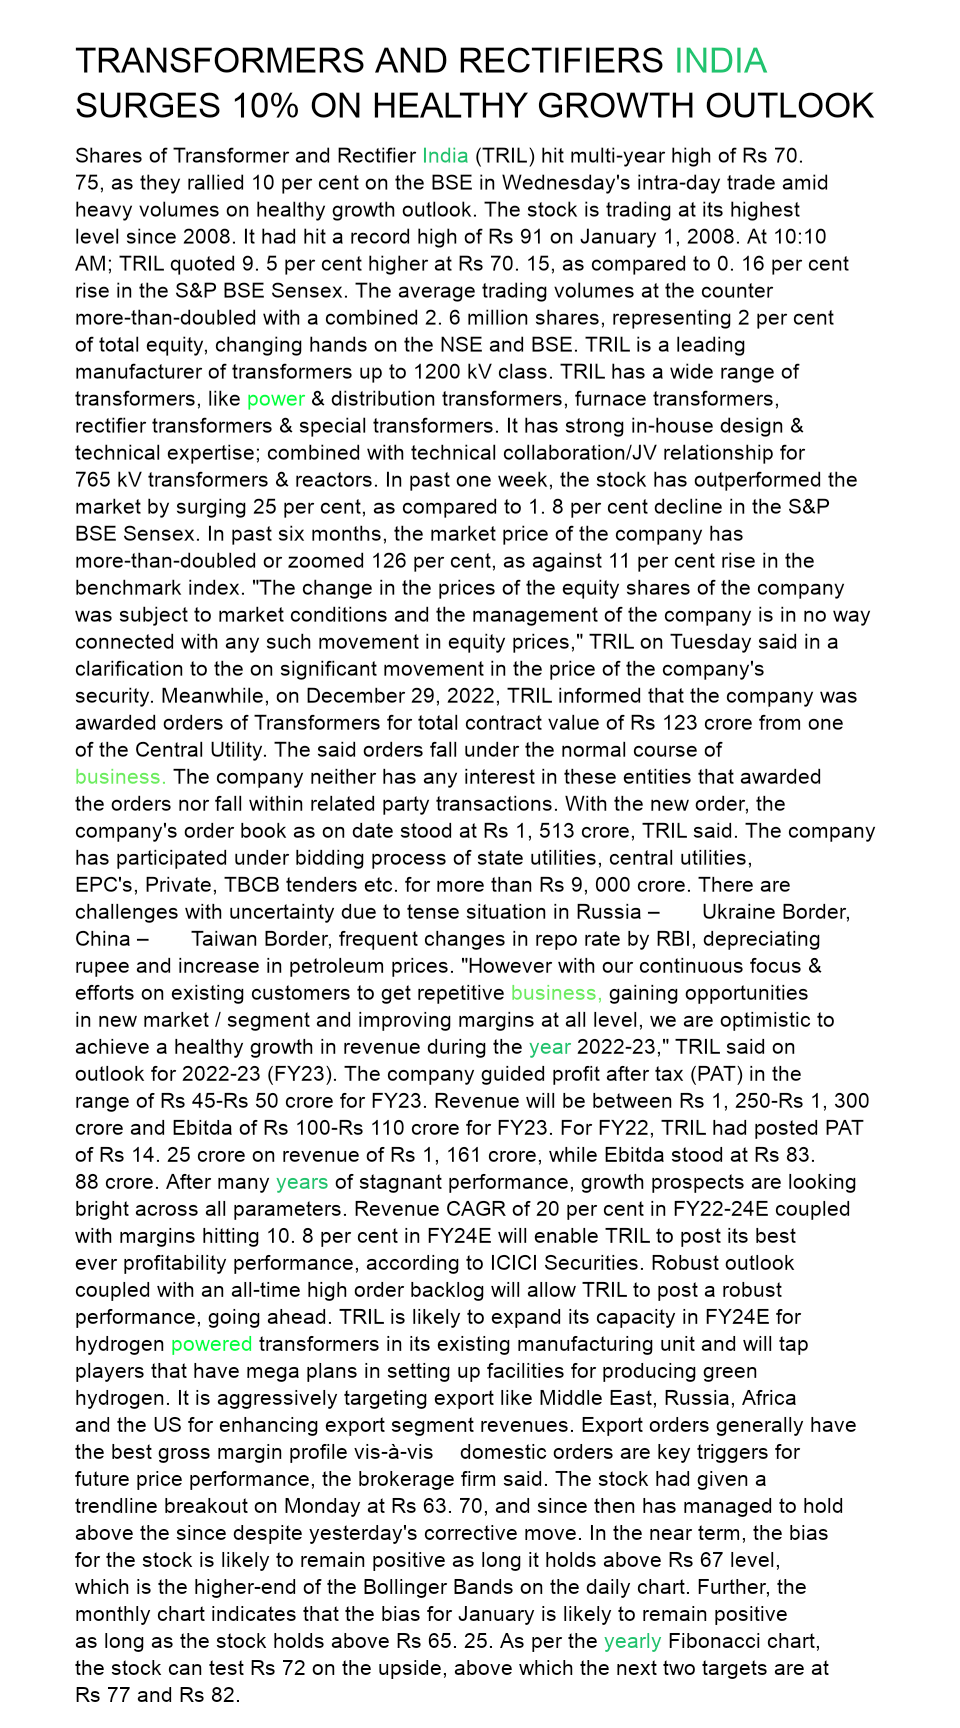 TRANSFORMERS AND RECTIFIERS INDIA
SURGES 10% ON HEALTHY GROWTH OUTLOOK
Shares of Transformer and Rectifier India (TRIL) hit multi-year high of Rs 70.
75, as they rallied 10 per cent on the BSE in Wednesday's intra-day trade amid
heavy volumes on healthy growth outlook. The stock is trading at its highest
level since 2008. It had hit a record high of Rs 91 on January 1, 2008. At 10:10
AM; TRIL quoted 9. 5 per cent higher at Rs 70. 15, as compared to 0. 16 per cent
rise in the S&P BSE Sensex. The average trading volumes at the counter
more-than-doubled with a combined 2. 6 million shares, representing 2 per cent
of total equity, changing hands on the NSE and BSE. TRIL is a leading
manufacturer of transformers up to 1200 kV class. TRIL has a wide range of
transformers, like power & distribution transformers, furnace transformers,
rectifier transformers & special transformers. It has strong in-house design &
technical expertise; combined with technical collaboration/JV relationship for
765 kV transformers & reactors. In past one week, the stock has outperformed the
market by surging 25 per cent, as compared to 1. 8 per cent decline in the S&P
BSE Sensex. In past six months, the market price of the company has
more-than-doubled or zoomed 126 per cent, as against 11 per cent rise in the
benchmark index. "The change in the prices of the equity shares of the company
was subject to market conditions and the management of the company is in no way
connected with any such movement in equity prices," TRIL on Tuesday said in a
clarification to the on significant movement in the price of the company's
security. Meanwhile, on December 29, 2022, TRIL informed that the company was
awarded orders of Transformers for total contract value of Rs 123 crore from one
of the Central Utility. The said orders fall under the normal course of
business. The company neither has any interest in these entities that awarded
the orders nor fall within related party transactions. With the new order, the
company's order book as on date stood at Rs 1, 513 crore, TRIL said. The company
has participated under bidding process of state utilities, central utilities,
EPC's, Private, TBCB tenders etc. for more than Rs 9, 000 crore. There are
challenges with uncertainty due to tense situation in Russia – Ukraine Border,
China – Taiwan Border, frequent changes in repo rate by RBI, depreciating
rupee and increase in petroleum prices. "However with our continuous focus &
efforts on existing customers to get repetitive business, gaining opportunities
in new market / segment and improving margins at all level, we are optimistic to
achieve a healthy growth in revenue during the year 2022-23," TRIL said on
outlook for 2022-23 (FY23). The company guided profit after tax (PAT) in the
range of Rs 45-Rs 50 crore for FY23. Revenue will be between Rs 1, 250-Rs 1, 300
crore and Ebitda of Rs 100-Rs 110 crore for FY23. For FY22, TRIL had posted PAT
of Rs 14. 25 crore on revenue of Rs 1, 161 crore, while Ebitda stood at Rs 83.
88 crore. After many years of stagnant performance, growth prospects are looking
bright across all parameters. Revenue CAGR of 20 per cent in FY22-24E coupled
with margins hitting 10. 8 per cent in FY24E will enable TRIL to post its best
ever profitability performance, according to ICICI Securities. Robust outlook
coupled with an all-time high order backlog will allow TRIL to post a robust
performance, going ahead. TRIL is likely to expand its capacity in FY24E for
hydrogen powered transformers in its existing manufacturing unit and will tap
players that have mega plans in setting up facilities for producing green
hydrogen. It is aggressively targeting export like Middle East, Russia, Africa
and the US for enhancing export segment revenues. Export orders generally have
the best gross margin profile vis-à-vis domestic orders are key triggers for
future price performance, the brokerage firm said. The stock had given a
trendline breakout on Monday at Rs 63. 70, and since then has managed to hold
above the since despite yesterday's corrective move. In the near term, the bias
for the stock is likely to remain positive as long it holds above Rs 67 level,
which is the higher-end of the Bollinger Bands on the daily chart. Further, the
monthly chart indicates that the bias for January is likely to remain positive
as long as the stock holds above Rs 65. 25. As per the yearly Fibonacci chart,
the stock can test Rs 72 on the upside, above which the next two targets are at
Rs 77 and Rs 82.